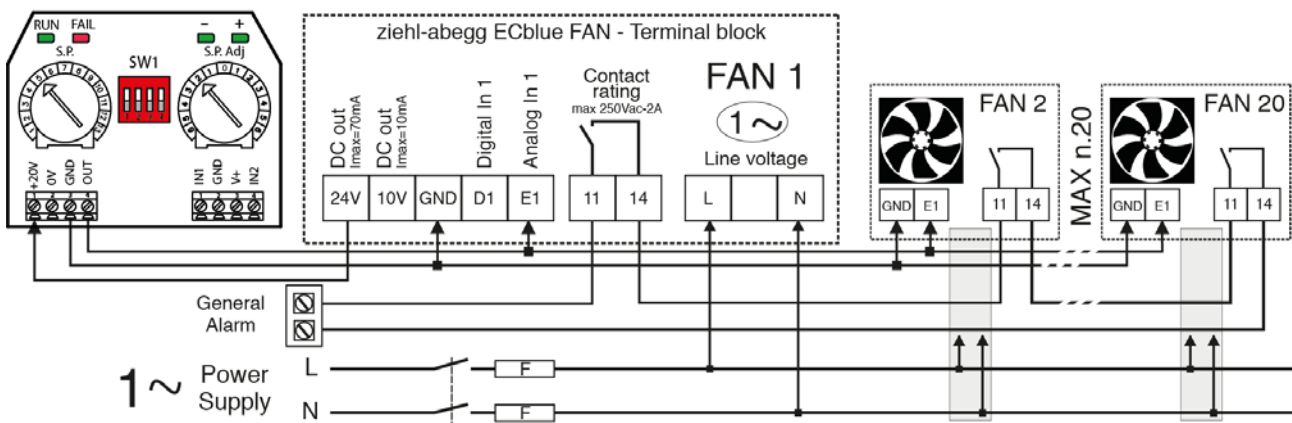 RUN FAIL
S.P.
SW1
- +
S.P. Adj
+20V 0V GND OUT
IN1 GND V+ IN2
ziehl-abegg ECblue FAN - Terminal block
DC out
Imax=70mA
DC out
Imax=10mA
Digital In 1
Analog In 1
Contact
rating
max 250Vac-2A
FAN 1
1~
Line voltage
24V 10V GND D1 E1 11 14 L N
FAN 2
GND E1 11 14
MAX n.20
FAN 20
GND E1 11 14
General
Alarm
1~ Power
Supply
L F
N F